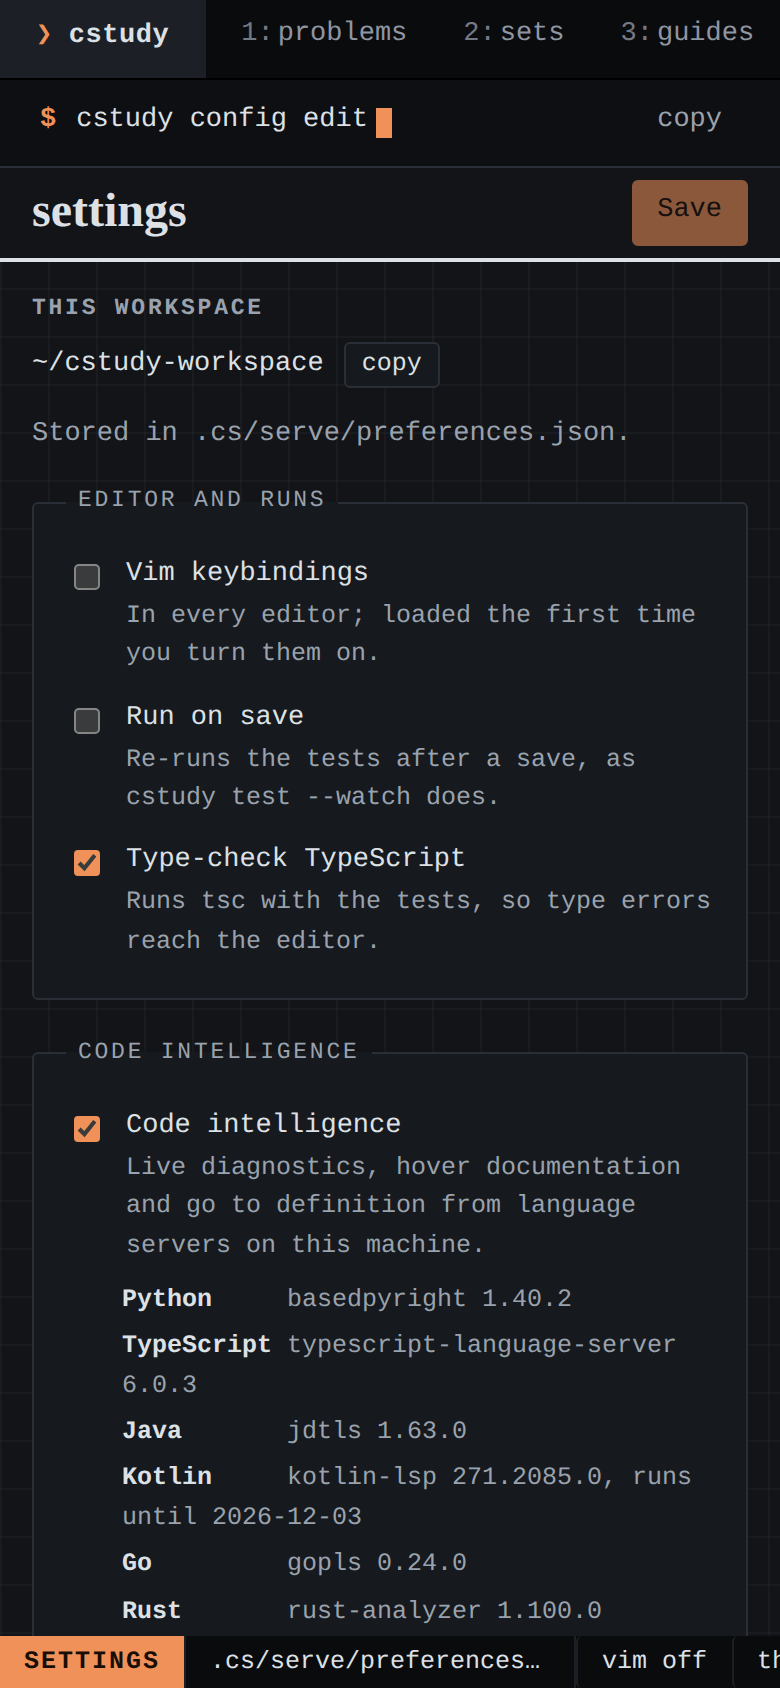 ❯ cstudy 1:problems 2:sets 3:guides
$ cstudy config edit copy
settings Save
THIS WORKSPACE
~/cstudy-workspace copy
Stored in .cs/serve/preferences.json.
EDITOR AND RUNS
Vim keybindings
In every editor; loaded the first time
you turn them on.
Run on save
Re-runs the tests after a save, as
cstudy test --watch does.
Type-check TypeScript
Runs tsc with the tests, so type errors
reach the editor.
CODE INTELLIGENCE
Code intelligence
Live diagnostics, hover documentation
and go to definition from language
servers on this machine.
Python basedpyright 1.40.2
TypeScript typescript-language-server
6.0.3
Java jdtls 1.63.0
Kotlin kotlin-lsp 271.2085.0, runs
until 2026-12-03
Go gopls 0.24.0
Rust rust-analyzer 1.100.0
SETTINGS .cs/serve/preferences… vim off